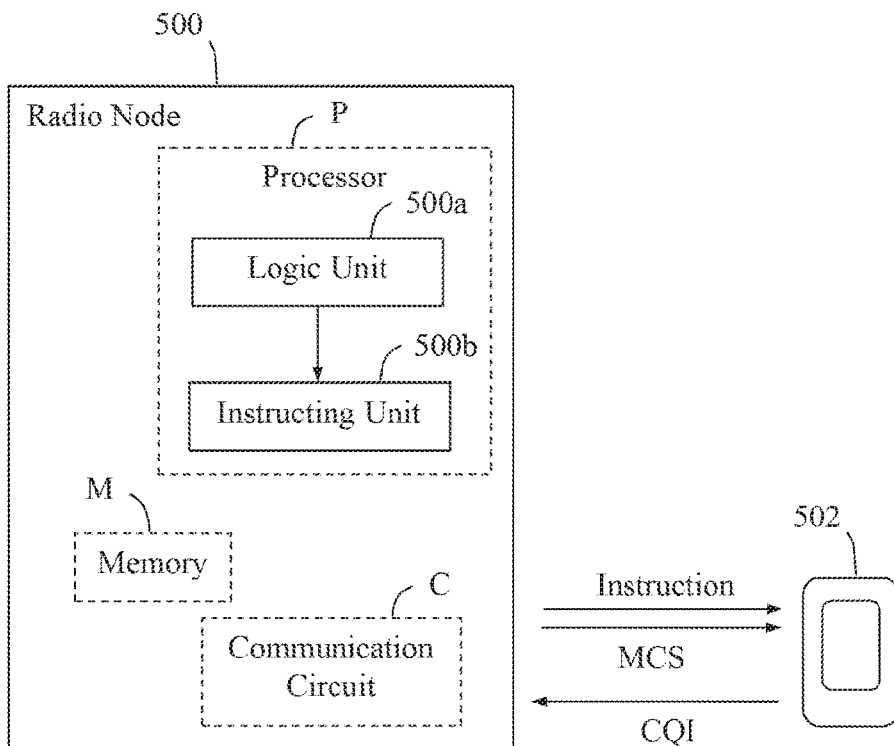 500
Radio Node
P
Processor
500a
Logic Unit
500b
Instructing Unit
M
Memory
C
Communication
Circuit
502
Instruction
MCS
CQI